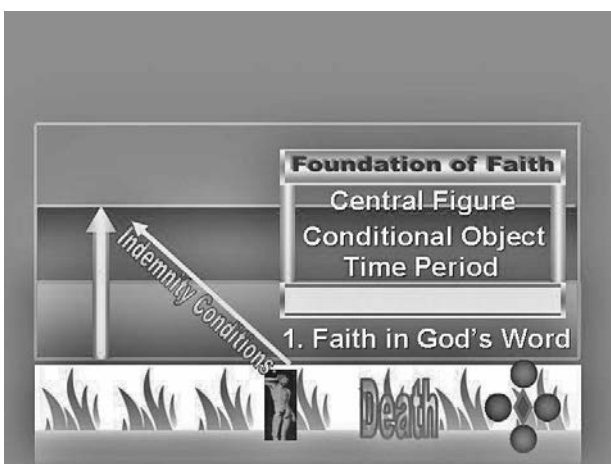 Foundation of Faith
Central Figure
Conditional Object
Time Period
Indemnity Conditions
1. Faith in God's Word
Death